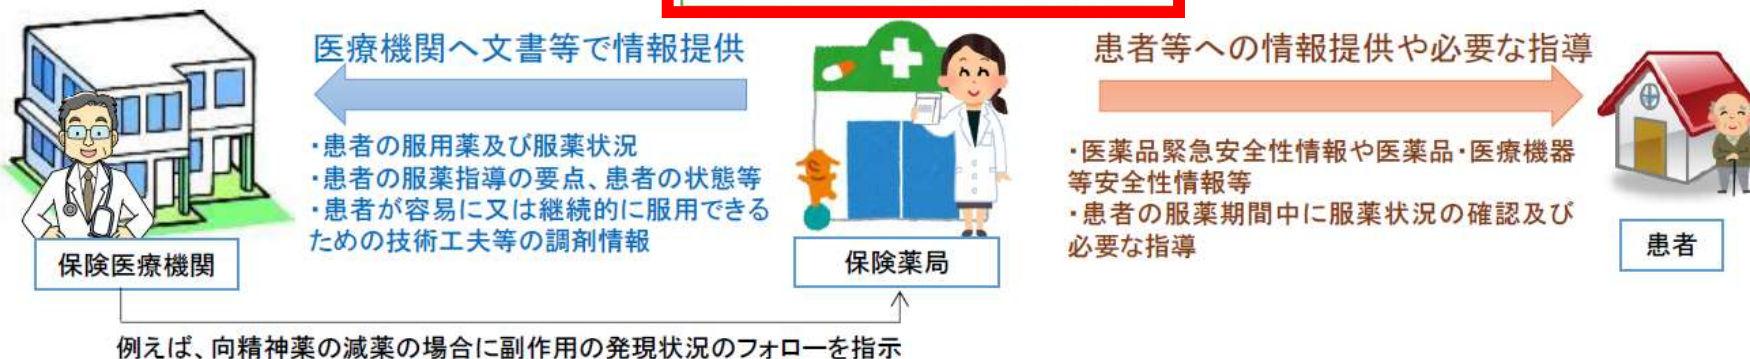 医療機関へ文書等で情報提供
・患者の服用薬及び服薬状況
・患者の服薬指導の要点、患者の状態等
・患者が容易に又は継続的に服用できる
ための技術工夫等の調剤情報
患者等への情報提供や必要な指導
・医薬品緊急安全性情報や医薬品・医療機器
等安全性情報等
・患者の服薬期間中に服薬状況の確認及び
必要な指導
保険医療機関
保険薬局
患者
例えば、向精神薬の減薬の場合に副作用の発現状況のフォローを指示